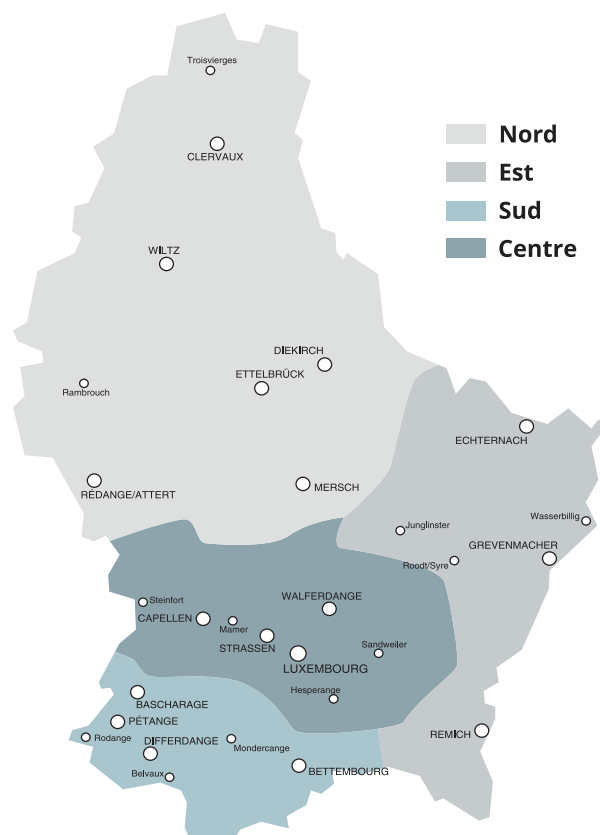 Troisvierges
CLERVAUX
Nord
Est
Sud
Centre
WILTZ
DIEKIRCH
ETTELBRÜCK
Rambrouch
ECHTERNACH
RÉDANGE/ATTERT
MERSCH
Wasserbillig
Junglinster
GREVENMACHER
Roodt/Syre
Steinfort
WALFERDANGE
CAPELLEN
Mamer
STRASSEN
Sandweiler
LUXEMBOURG
Hesperange
BASCHARAGE
PÉTANGE
REMICH
Rodange
DIFFERDANGE
Mondercange
Belvaux
BETTEMBOURG